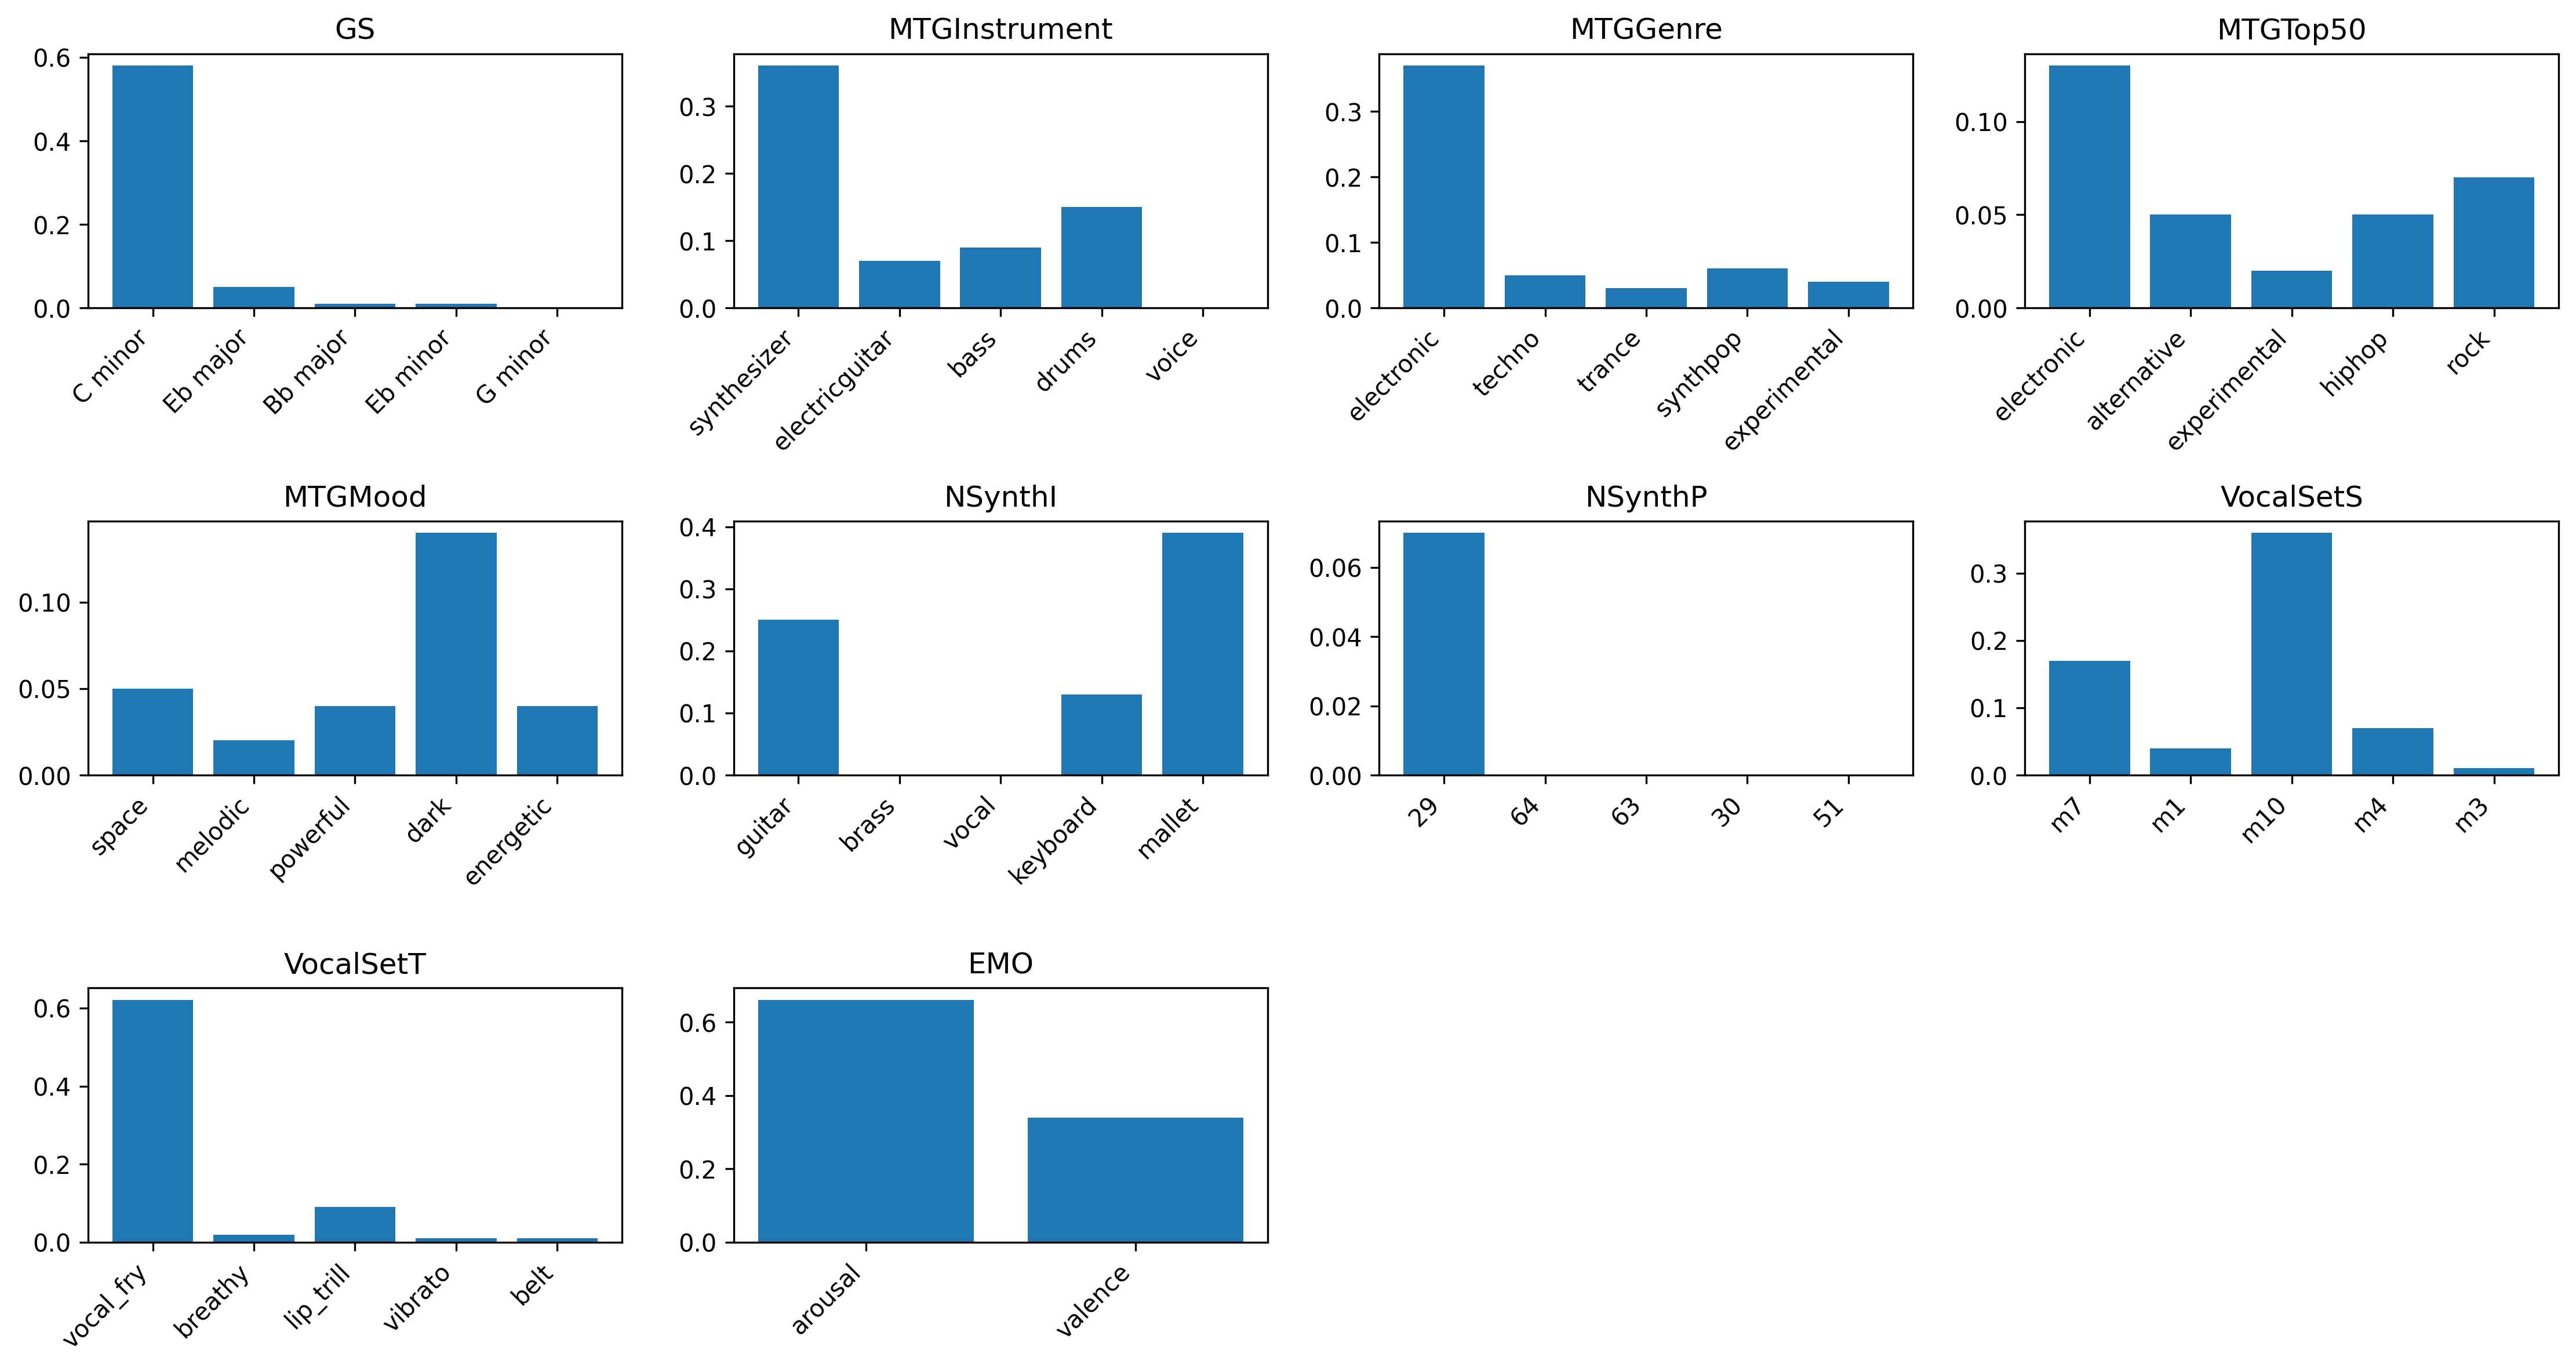 GS
0.6
0.4
0.2
0.0
C minor
Eb major
Bb major
Eb minor
G minor
MTGInstrument
0.3
0.2
0.1
0.0
synthesizer
electricguitar
bass
drums
voice
MTGGenre
0.3
0.2
0.1
0.0
electronic
techno
trance
synthpop
experimental
MTGTop50
0.10
0.05
0.00
electronic
alternative
experimental
hiphop
rock
MTGMood
0.10
0.05
0.00
space
melodic
powerful
dark
energetic
NSynthI
0.4
0.3
0.2
0.1
0.0
guitar
brass
vocal
keyboard
mallet
NSynthP
0.06
0.04
0.02
0.00
29
64
63
30
51
VocalSetS
0.3
0.2
0.1
0.0
m7
m1
m10
m4
m3
VocalSetT
0.6
0.4
0.2
0.0
vocal_fry
breathy
lip_trill
vibrato
belt
EMO
0.6
0.4
0.2
0.0
arousal
valence